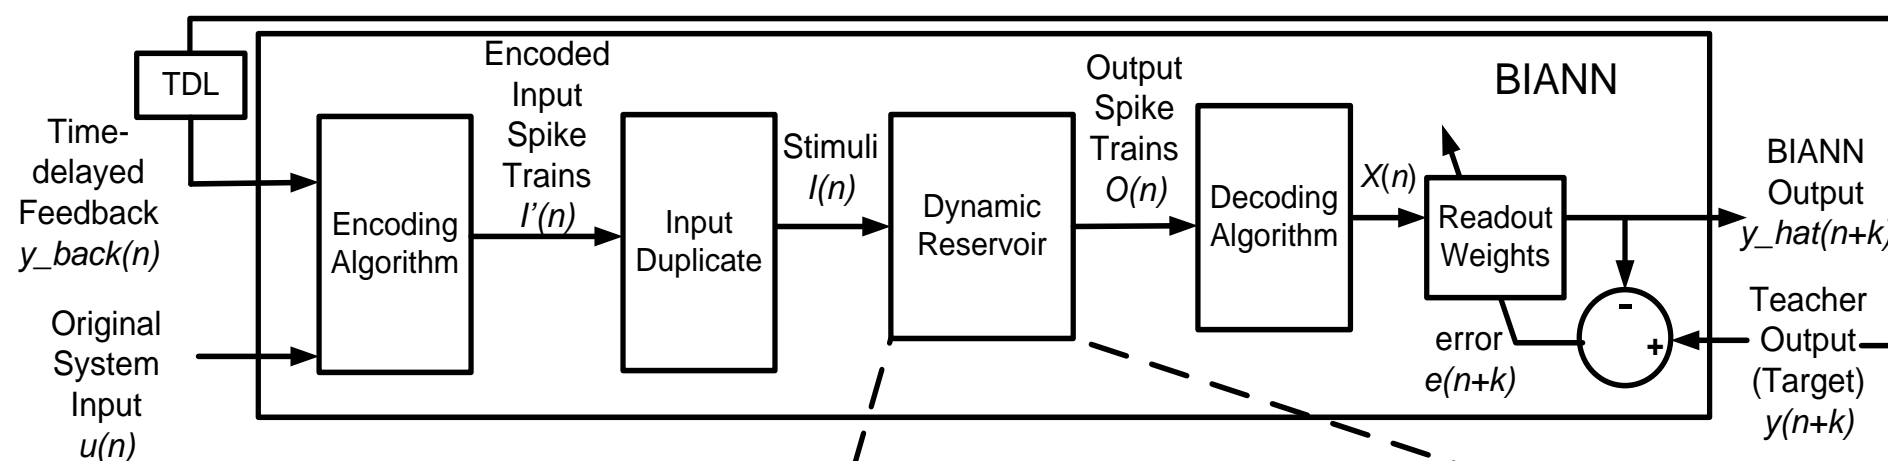 TDL
Time-
delayed
Feedback
y_back(n)
Original
System
Input
u(n)
Encoding
Algorithm
Encoded
Input
Spike
Trains
I'(n)
Input
Duplicate
Stimuli
I(n)
Dynamic
Reservoir
Output
Spike
Trains
O(n)
Decoding
Algorithm
X(n)
BIANN
Readout
Weights
error
e(n+k)
-
+
BIANN
Output
y_hat(n+k)
Teacher
Output
(Target)
y(n+k)